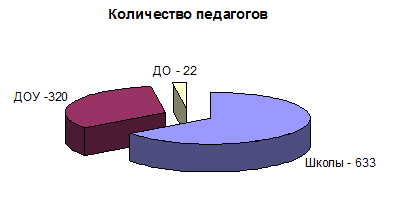 Количество педагогов
ДО - 22
ДОУ -320
Школы - 633